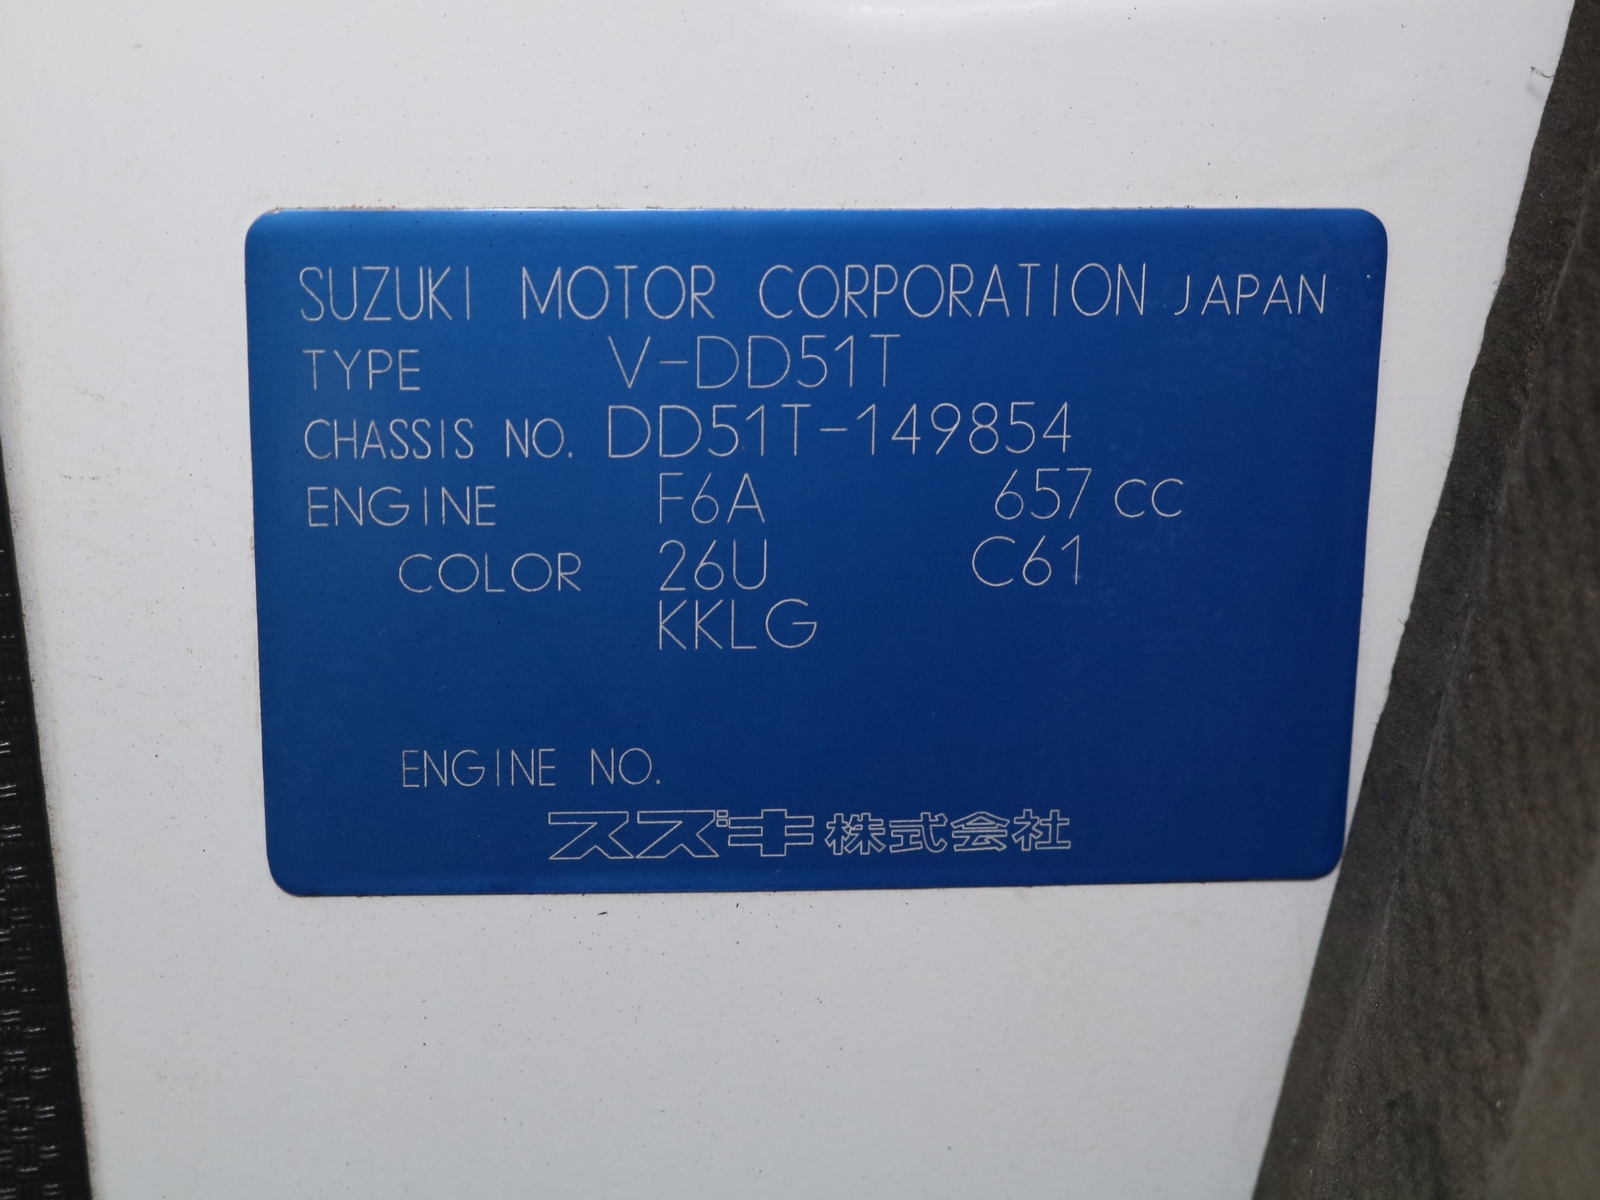 SUZUKI MOTOR CORPORATION JAPAN
TYPE V-DD51T
CHASSIS NO. DD51T-149854
ENGINE F6A 657 CC
COLOR 26U C61
KKLG
ENGINE NO.
スズキ株式会社